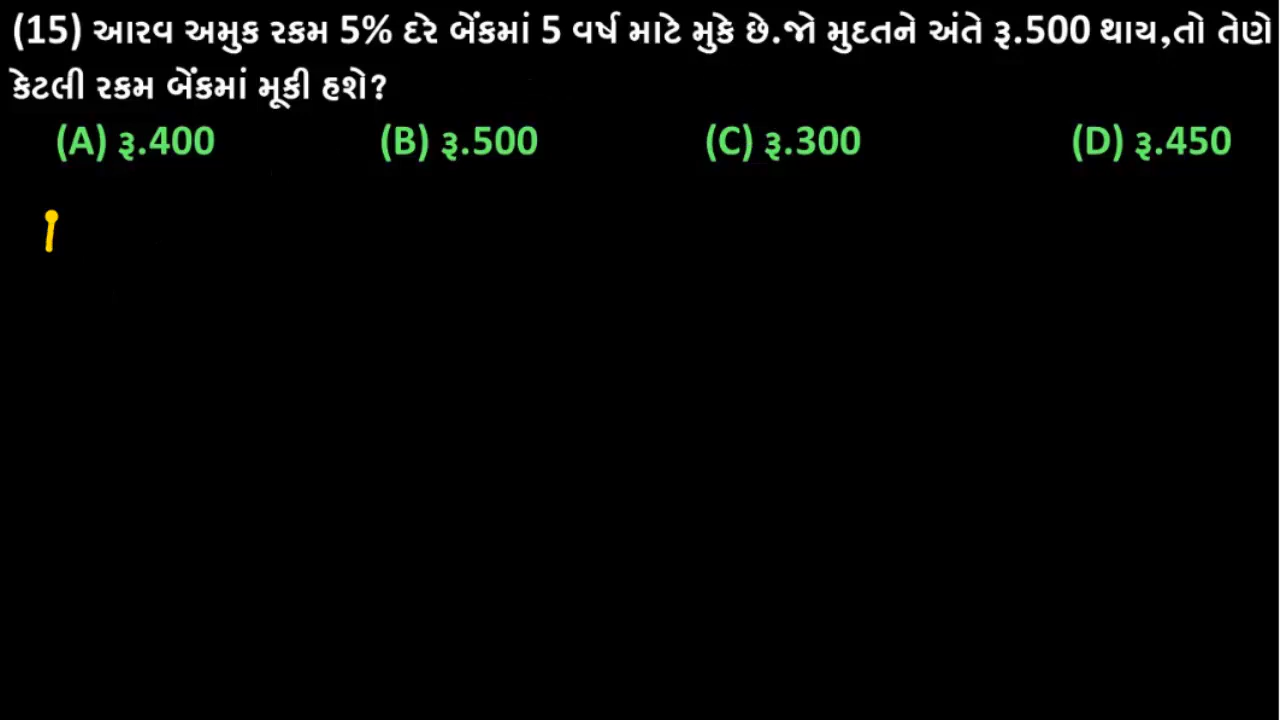 (15) આરવ અમુક રકમ 5% દરે બેંકમાં 5 વર્ષ માટે મુકે છે.જો મુદતને અંતે રૂ.500 થાય,તો તેણે
કેટલી રકમ બેંકમાં મૂકી હશે?
(A) રૂ.400 (B) રૂ.500 (C) રૂ.300 (D) રૂ.450